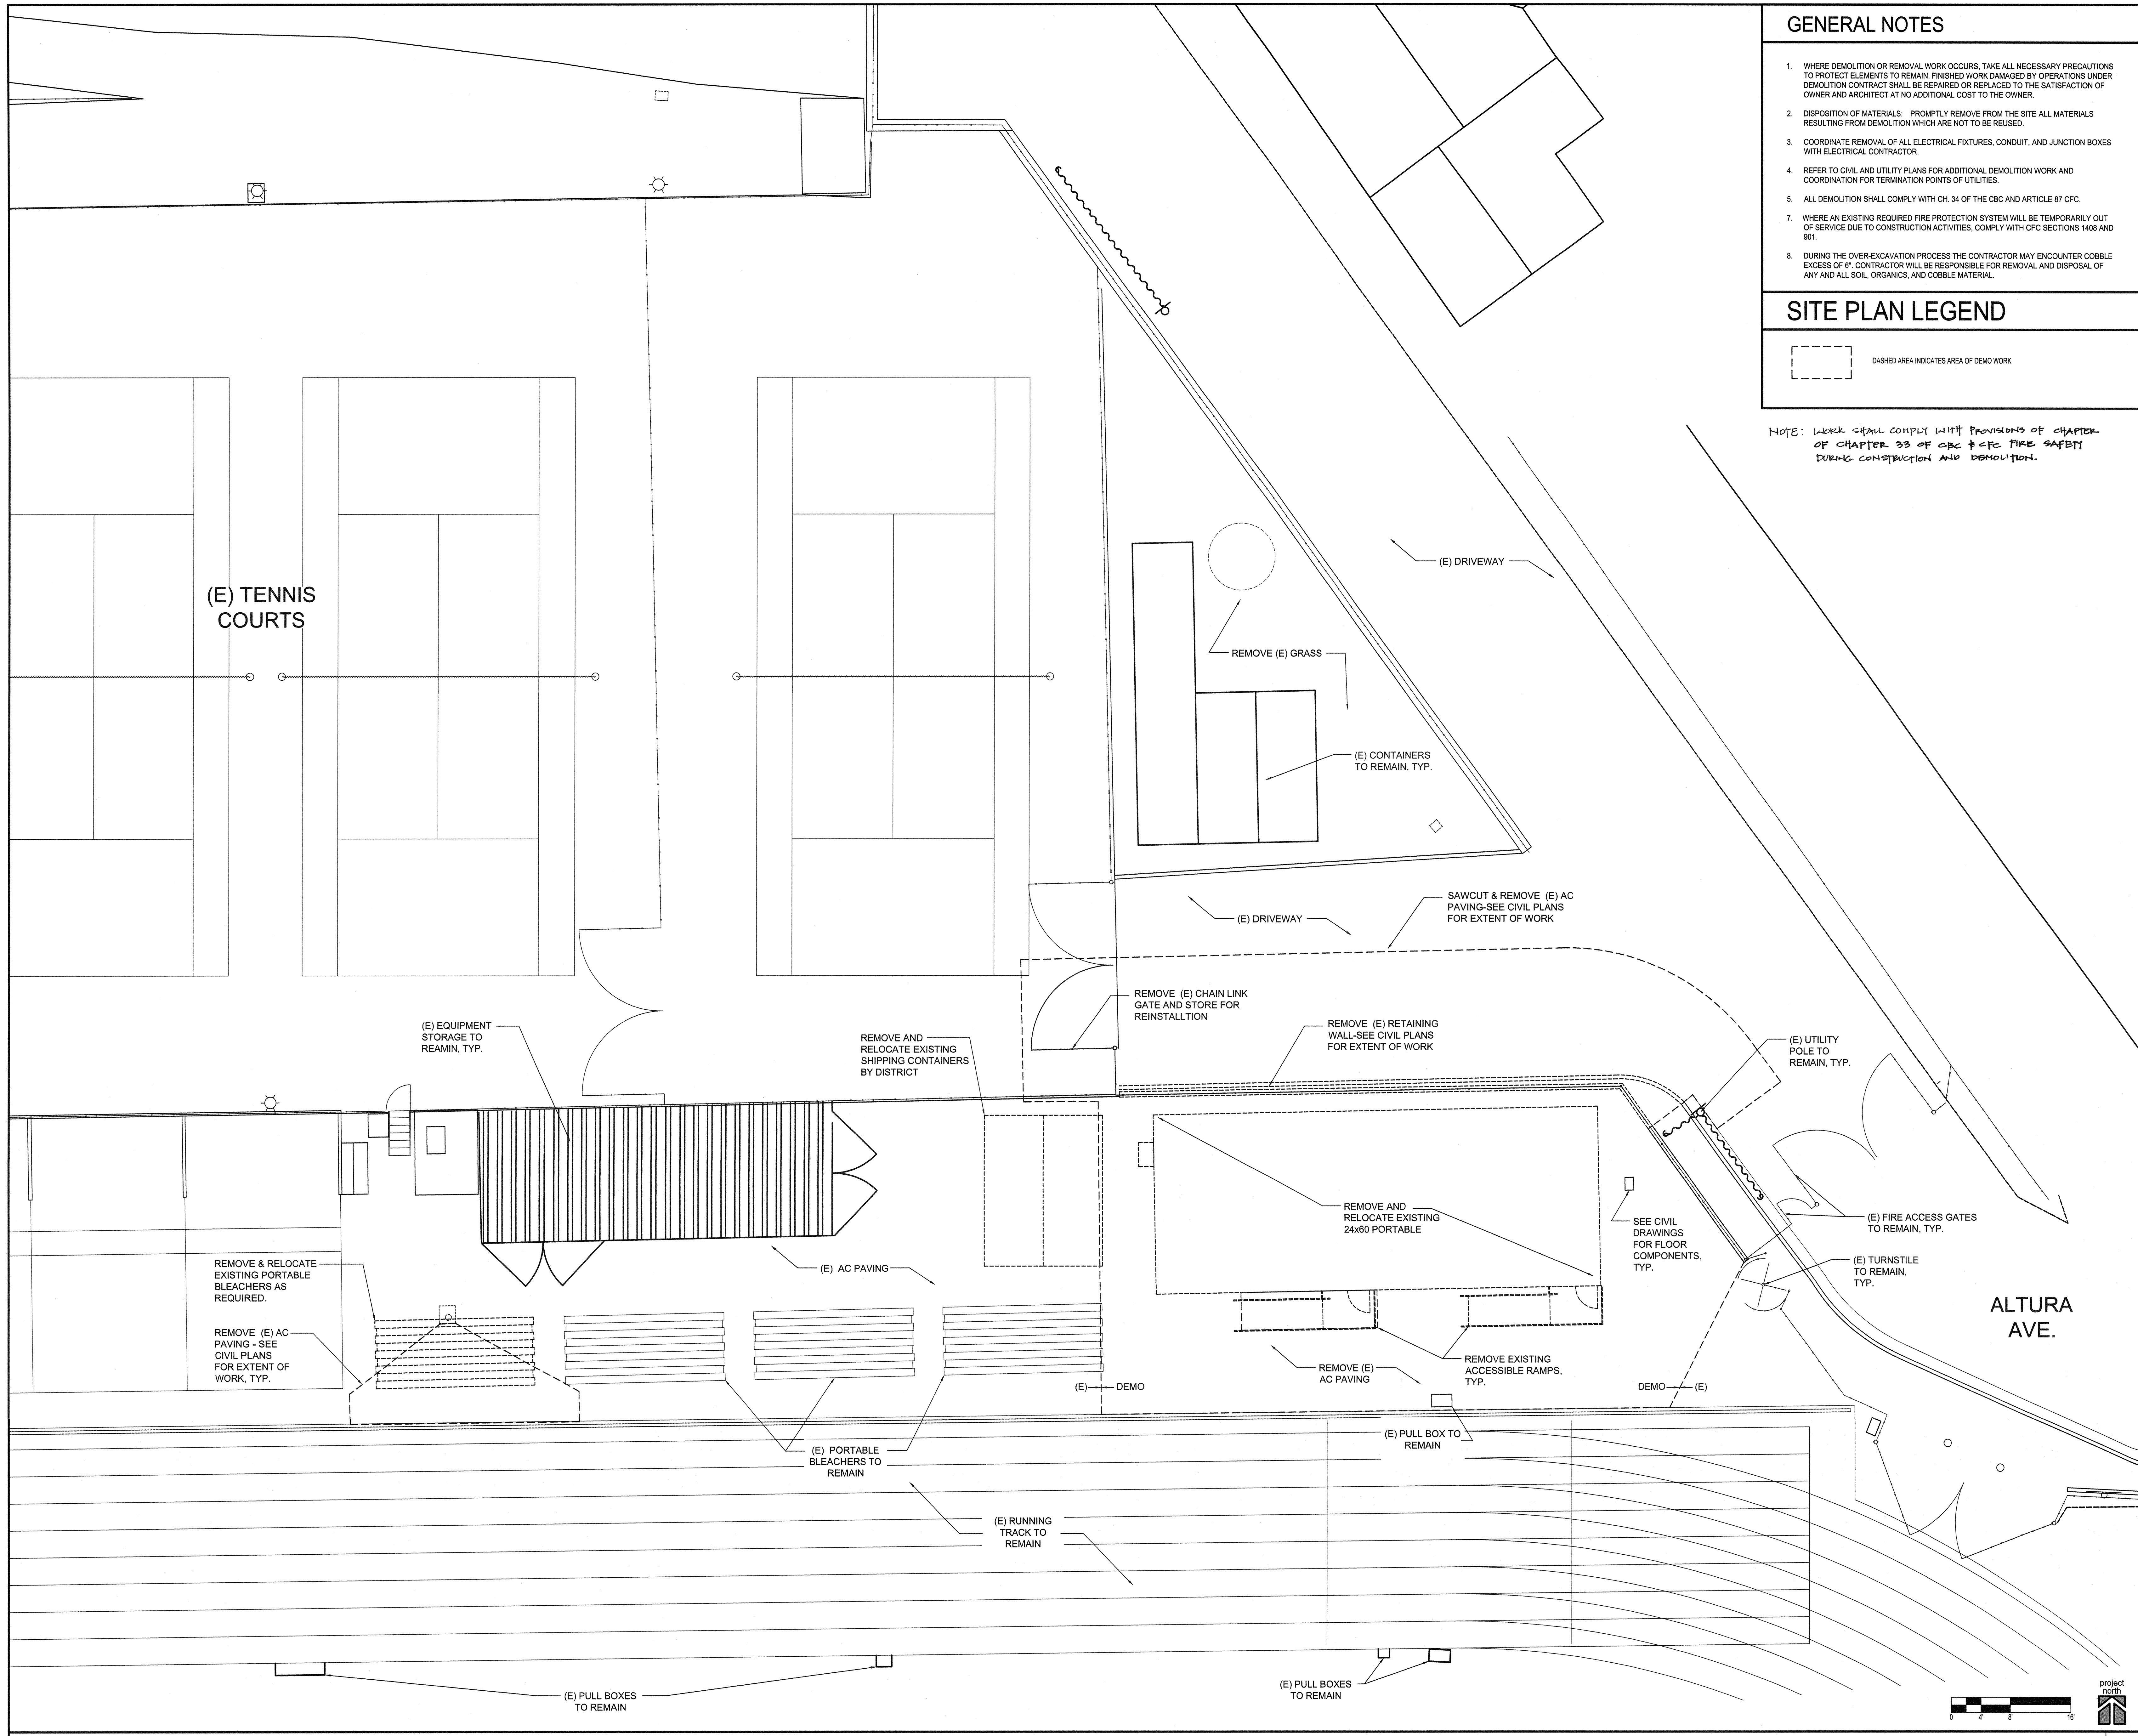 GENERAL NOTES
1. WHERE DEMOLITION OR REMOVAL WORK OCCURS, TAKE ALL NECESSARY PRECAUTIONS
TO PROTECT ELEMENTS TO REMAIN. FINISHED WORK DAMAGED BY OPERATIONS UNDER
DEMOLITION CONTRACT SHALL BE REPAIRED OR REPLACED TO THE SATISFACTION OF
OWNER AND ARCHITECT AT NO ADDITIONAL COST TO THE OWNER.
2. DISPOSITION OF MATERIALS: PROMPTLY REMOVE FROM THE SITE ALL MATERIALS
RESULTING FROM DEMOLITION WHICH ARE NOT TO BE REUSED.
3. COORDINATE REMOVAL OF ALL ELECTRICAL FIXTURES, CONDUIT, AND JUNCTION BOXES
WITH ELECTRICAL CONTRACTOR.
4. REFER TO CIVIL AND UTILITY PLANS FOR ADDITIONAL DEMOLITION WORK AND
COORDINATION FOR TERMINATION POINTS OF UTILITIES.
5. ALL DEMOLITION SHALL COMPLY WITH CH. 34 OF THE CBC AND ARTICLE 87 CFC.
7. WHERE AN EXISTING REQUIRED FIRE PROTECTION SYSTEM WILL BE TEMPORARILY OUT
OF SERVICE DUE TO CONSTRUCTION ACTIVITIES, COMPLY WITH CFC SECTIONS 1408 AND
901.
8. DURING THE OVER-EXCAVATION PROCESS THE CONTRACTOR MAY ENCOUNTER COBBLE
EXCESS OF 6". CONTRACTOR WILL BE RESPONSIBLE FOR REMOVAL AND DISPOSAL OF
ANY AND ALL SOIL, ORGANICS, AND COBBLE MATERIAL.
SITE PLAN LEGEND
DASHED AREA INDICATES AREA OF DEMO WORK
NOTE: WORK SHALL COMPLY WITH PROVISIONS OF CHAPTER
OF CHAPTER 33 OF CBC & CFC FIRE SAFETY
DURING CONSTRUCTION AND DEMOLITION.
(E) DRIVEWAY
(E) TENNIS
COURTS
REMOVE (E) GRASS
(E) CONTAINERS
TO REMAIN, TYP.
SAWCUT & REMOVE (E) AC
PAVING-SEE CIVIL PLANS
FOR EXTENT OF WORK
(E) DRIVEWAY
REMOVE (E) CHAIN LINK
GATE AND STORE FOR
REINSTALLTION
(E) EQUIPMENT
STORAGE TO
REAMIN, TYP.
REMOVE AND
RELOCATE EXISTING
SHIPPING CONTAINERS
BY DISTRICT
REMOVE (E) RETAINING
WALL-SEE CIVIL PLANS
FOR EXTENT OF WORK
(E) UTILITY
POLE TO
REMAIN, TYP.
REMOVE AND
RELOCATE EXISTING
24x60 PORTABLE
SEE CIVIL
DRAWINGS
FOR FLOOR
COMPONENTS,
TYP.
(E) FIRE ACCESS GATES
TO REMAIN, TYP.
(E) TURNSTILE
TO REMAIN,
TYP.
REMOVE & RELOCATE
EXISTING PORTABLE
BLEACHERS AS
REQUIRED.
(E) AC PAVING
ALTURA
AVE.
REMOVE (E) AC
PAVING - SEE
CIVIL PLANS
FOR EXTENT OF
WORK, TYP.
REMOVE (E)
AC PAVING
REMOVE EXISTING
ACCESSIBLE RAMPS,
TYP.
(E) DEMO
DEMO (E)
(E) PORTABLE
BLEACHERS TO
REMAIN
(E) PULL BOX TO
REMAIN
(E) RUNNING
TRACK TO
REMAIN
(E) PULL BOXES
TO REMAIN
(E) PULL BOXES
TO REMAIN
project
north
0 4' 8' 16'